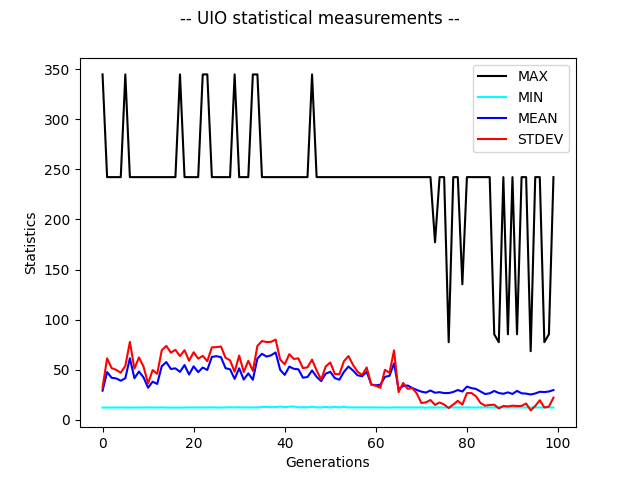 -- UIO statistical measurements --
350
300
250
200
150
100
50
0
Statistics
MAX
MIN
MEAN
STDEV
0 20 40 60 80 100
Generations